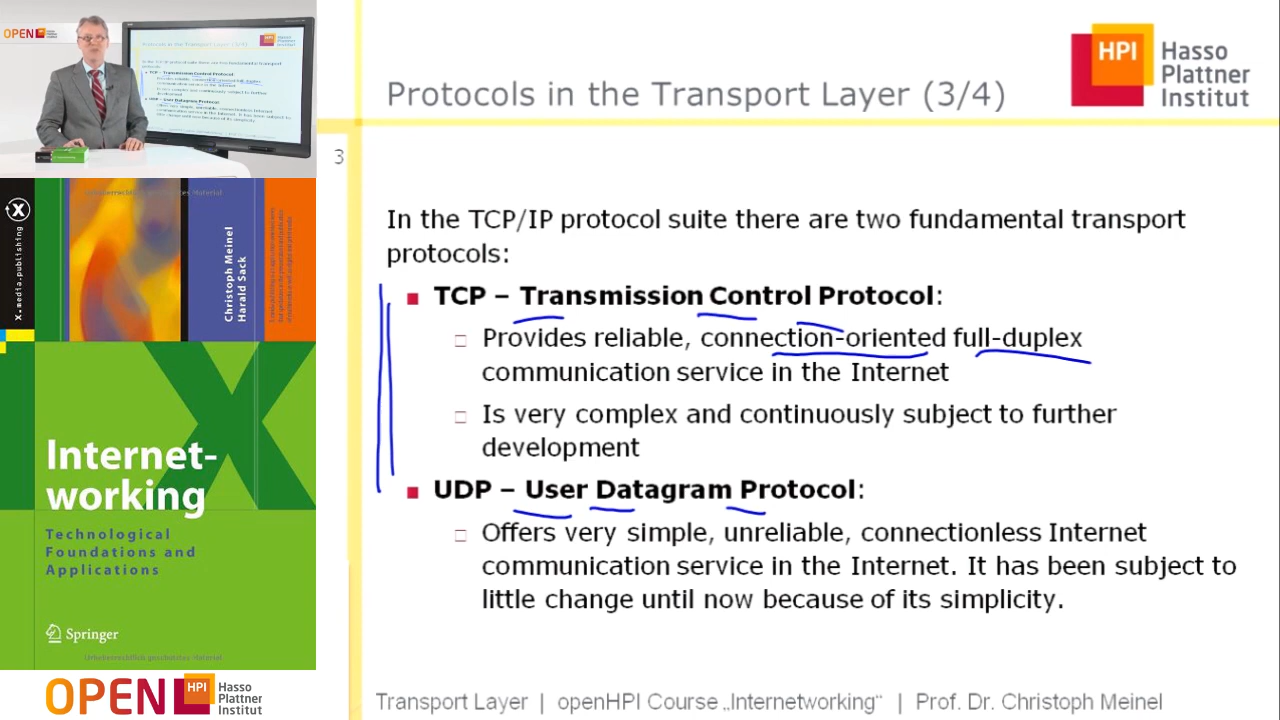 OPEN HPI
Protocols in the Transport Layer (3/4)
HPI Hasso
Plattner
Institut
3
In the TCP/IP protocol suite there are two fundamental transport
protocols:
TCP – Transmission Control Protocol:
Provides reliable, connection-oriented full-duplex
communication service in the Internet
Is very complex and continuously subject to further
development
UDP – User Datagram Protocol:
Offers very simple, unreliable, connectionless Internet
communication service in the Internet. It has been subject to
little change until now because of its simplicity.
Transport Layer | openHPI Course „Internetworking“ | Prof. Dr. Christoph Meinel
X.media.publishing
Christoph Meinel
Harald Sack
Internet-
working
Technological
Foundations and
Applications
Springer
Urheberrechtlich geschütztes Material
OPEN HPI Hasso
Plattner
Institut